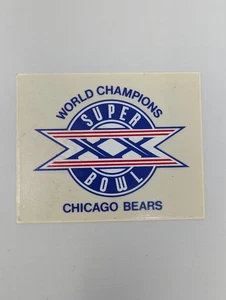 WORLD CHAMPIONS
SUPER
XX
BOWL
CHICAGO BEARS